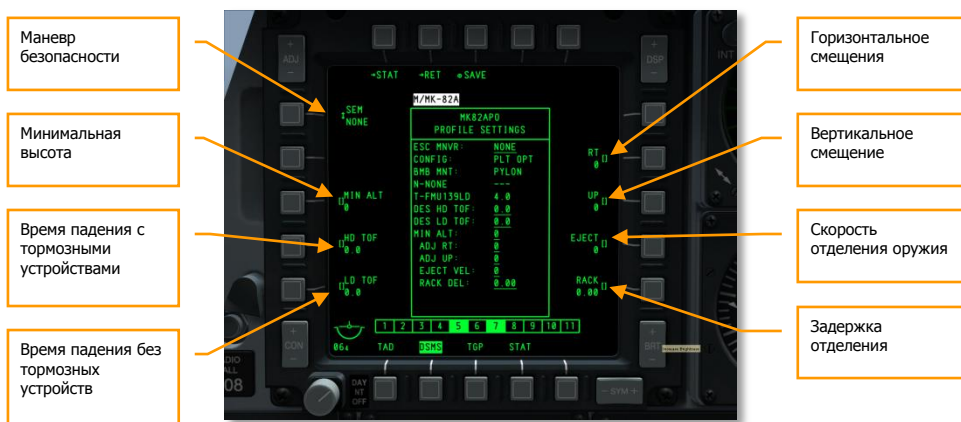 Маневр
безопасности
Минимальная
высота
Время падения с
тормозными
устройствами
Время падения без
тормозных
устройств
ADJ
DSP
INT
→STAT →RET SAVE
SEM
NONE
MIN ALT
0
HD TOF
0.0
LD TOF
0.0
M/MK-82A
MK82APO
PROFILE SETTINGS
ESC MNVR: NONE
CONFIG: PLT OPT
BMB MNT: PYLON
N-NONE ---
T-FMU139LD 4.0
DES HD TOF: 0.0
DES LD TOF: 0.0
MIN ALT: 0
ADJ RT: 0
ADJ UP: 0
EJECT VEL: 0
RACK DEL: 0.00
RT
0
UP
0
EJECT
0
RACK
0.00
1 2 3 4 5 6 7 8 9 10 11
TAD DSMS TGP STAT
CON
BRT
08
DAY
NT
OFF
- SYM +
Горизонтальное
смещения
Вертикальное
смещение
Скорость
отделения оружия
Задержка
отделения